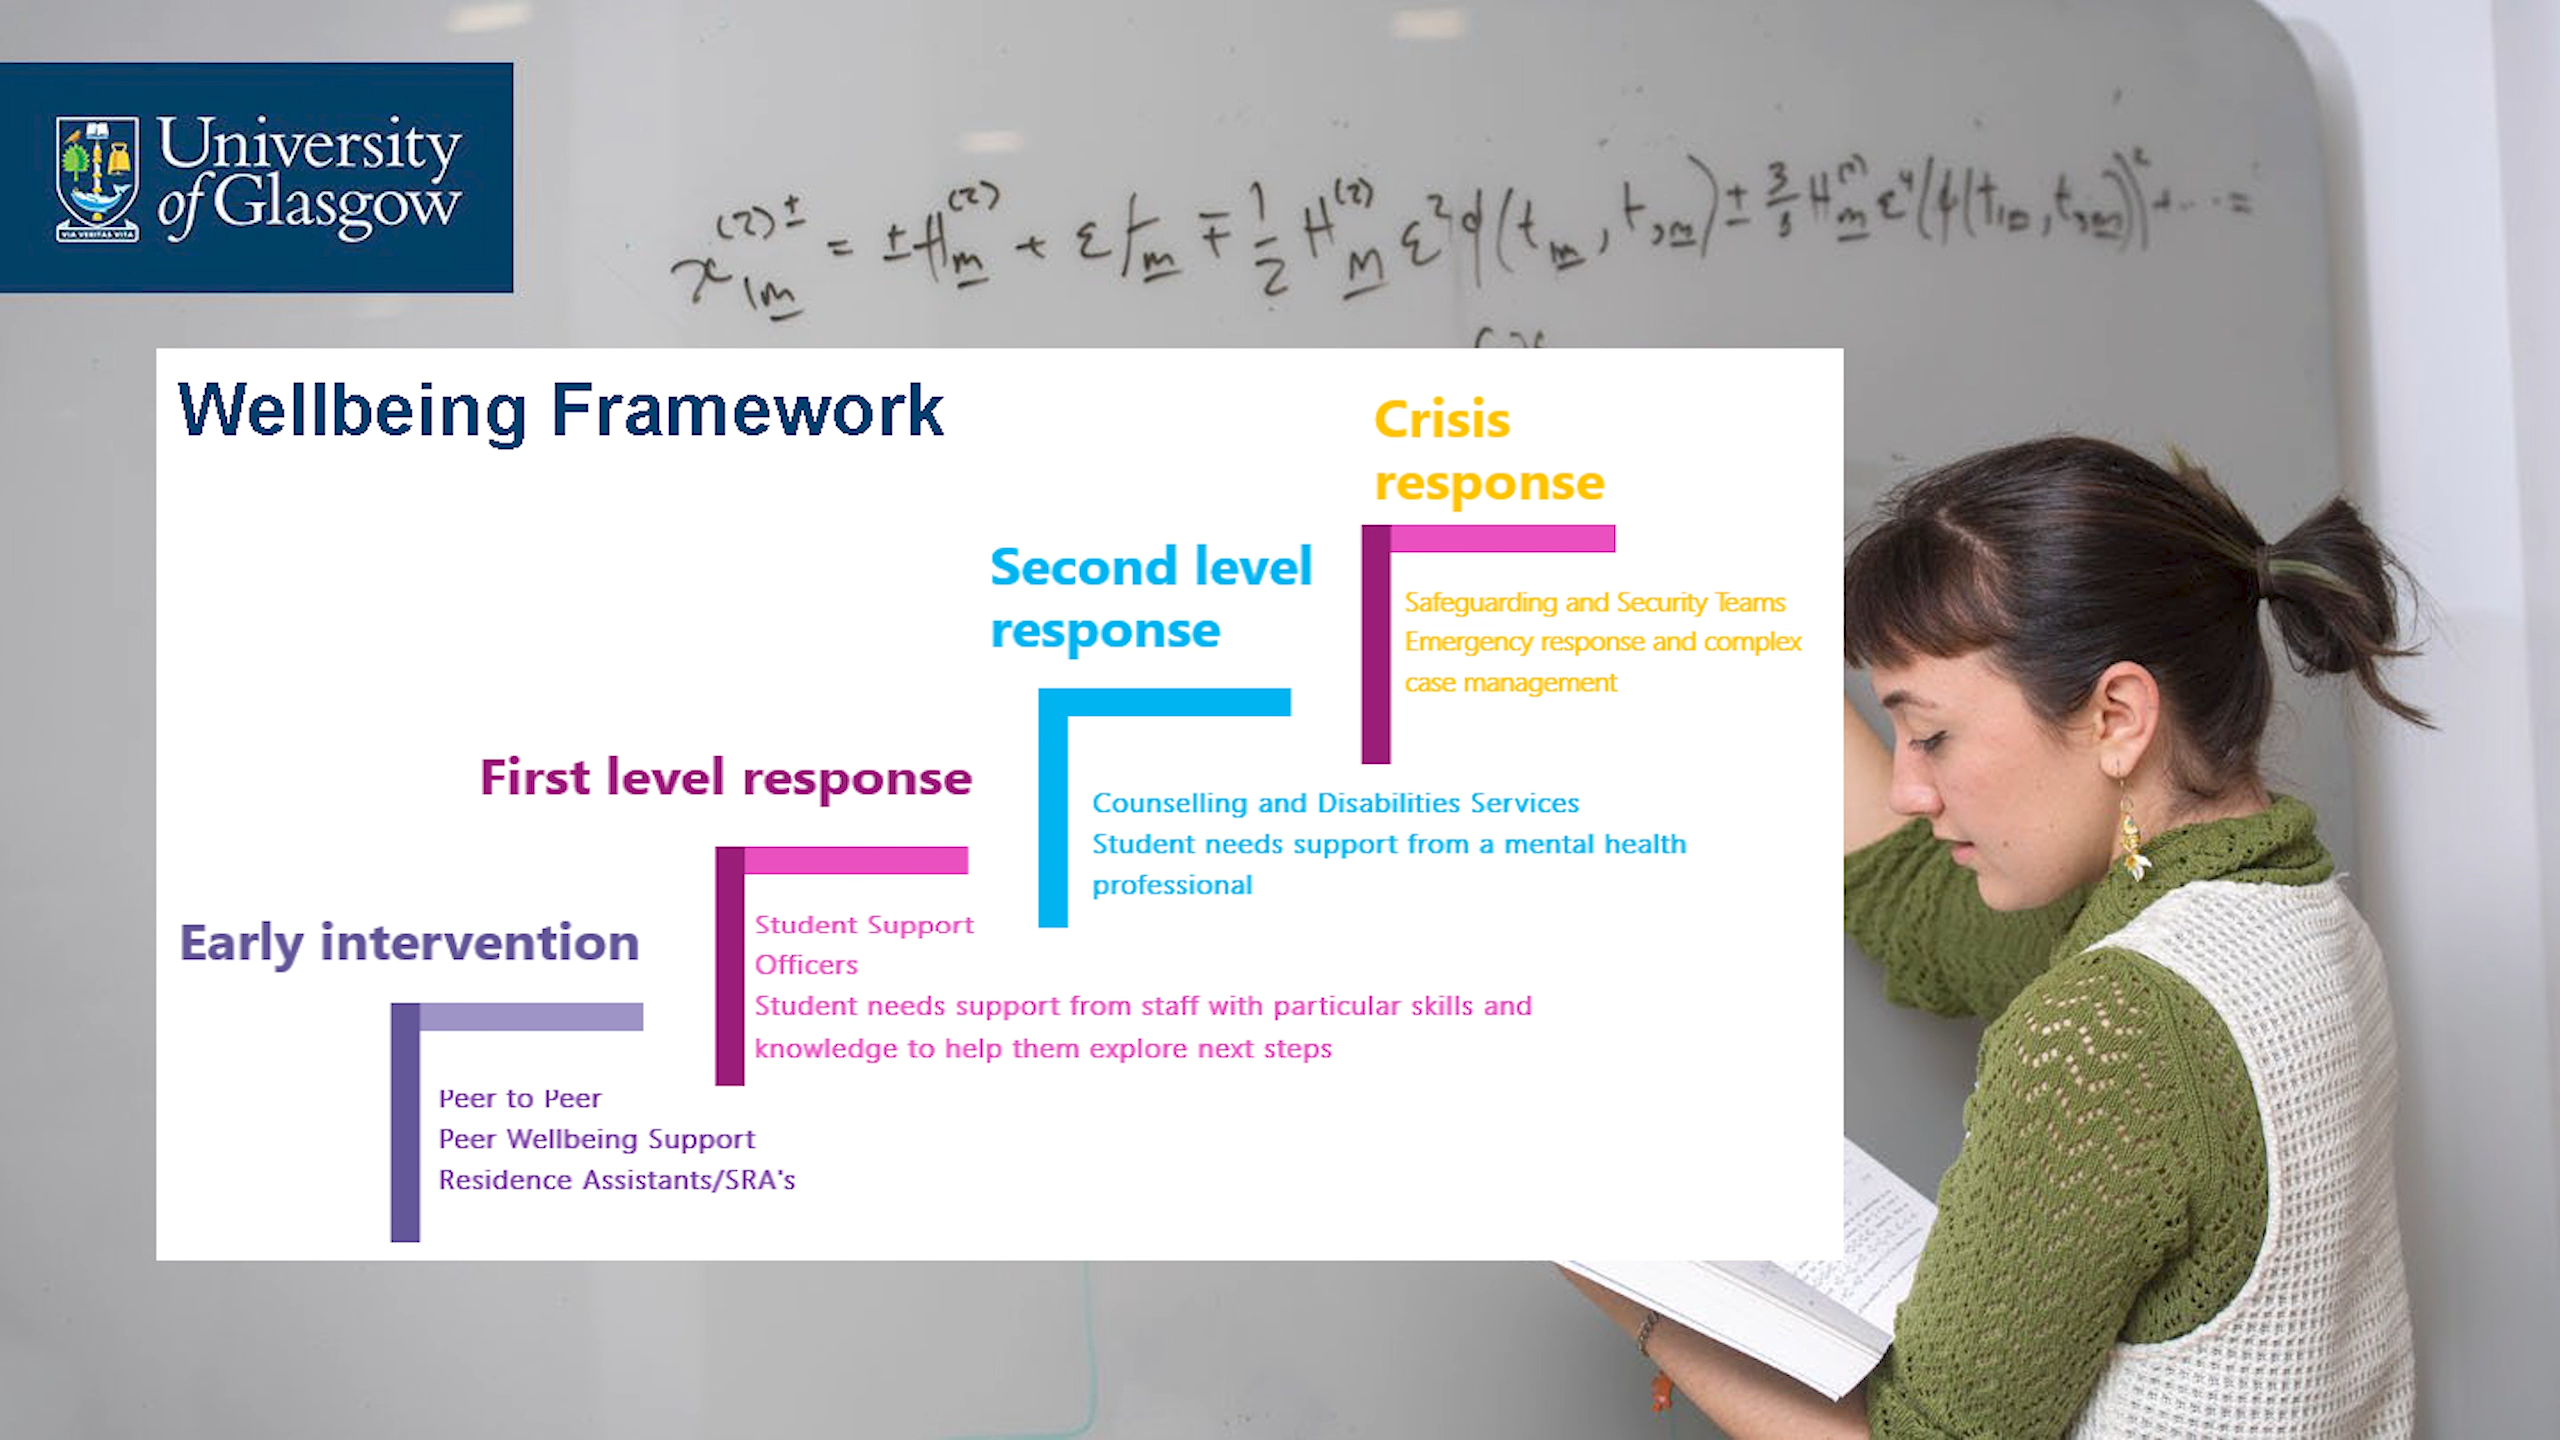 University
of Glasgow
VIA VERITAS VITA
Wellbeing Framework
Crisis
response
Safeguarding and Security Teams
Emergency response and complex
case management
Second level
response
Counselling and Disabilities Services
Student needs support from a mental health
professional
First level response
Student Support
Officers
Student needs support from staff with particular skills and
knowledge to help them explore next steps
Early intervention
Peer to Peer
Peer Wellbeing Support
Residence Assistants/SRA's